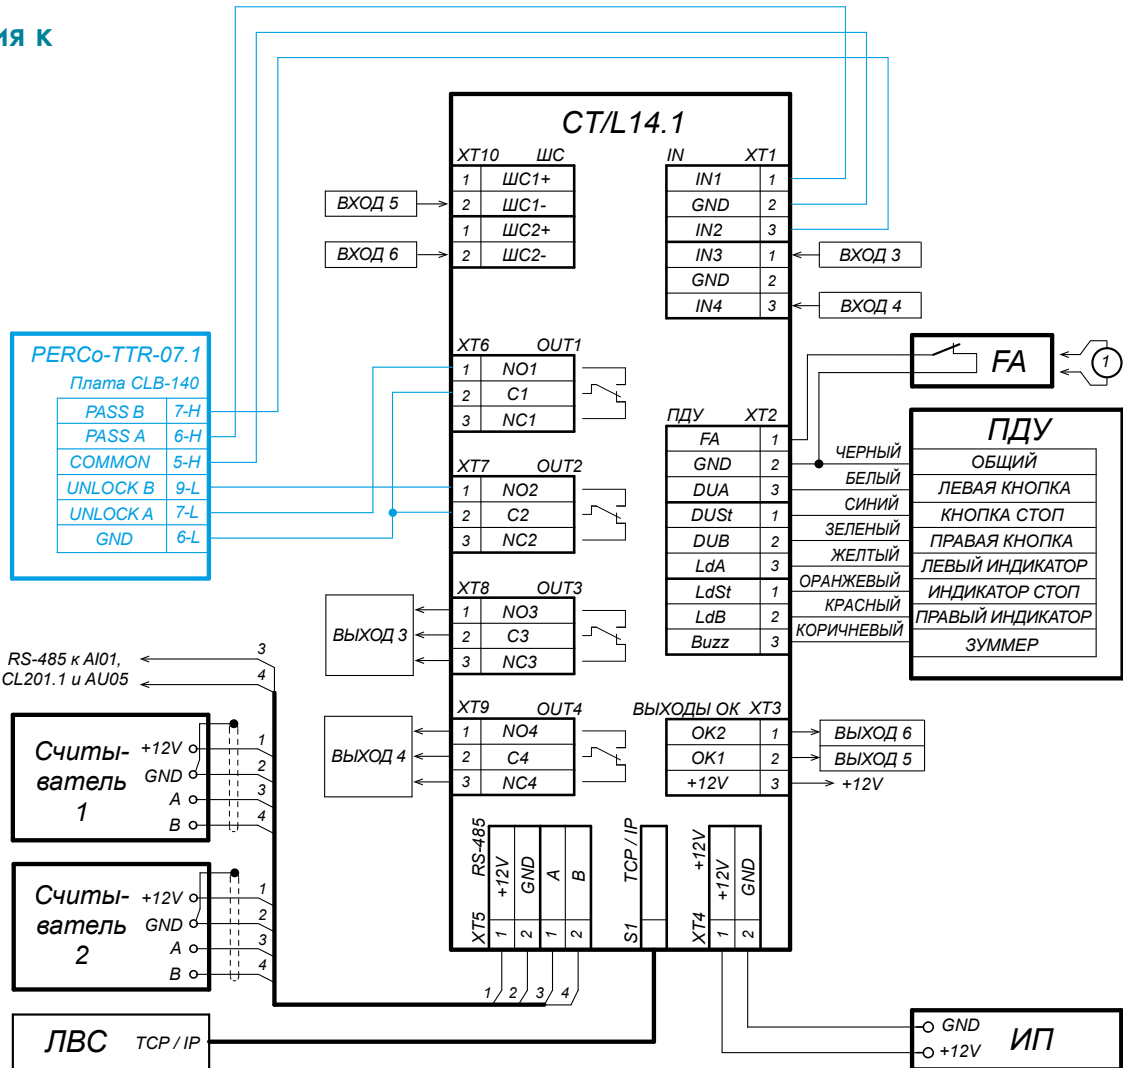 ия к
CT/L14.1
XT10 ШС
1 ШС1+
2 ШС1-
1 ШС2+
2 ШС2-
ВХОД 5
ВХОД 6
IN XT1
IN1 1
GND 2
IN2 3
IN3 1
GND 2
IN4 3
ВХОД 3
ВХОД 4
PERCo-TTR-07.1
Плата CLB-140
PASS B 7-H
PASS A 6-H
COMMON 5-H
UNLOCK B 9-L
UNLOCK A 7-L
GND 6-L
XT6 OUT1
1 NO1
2 C1
3 NC1
XT7 OUT2
1 NO2
2 C2
3 NC2
XT8 OUT3
1 NO3
2 C3
3 NC3
ВЫХОД 3
XT9 OUT4
1 NO4
2 C4
3 NC4
ВЫХОД 4
FA
1
ПДУ XT2
FA 1
GND 2
DUA 3
DUSt 1
DUB 2
LdA 3
LdSt 1
LdB 2
Buzz 3
ЧЕРНЫЙ
БЕЛЫЙ
СИНИЙ
ЗЕЛЕНЫЙ
ЖЕЛТЫЙ
ОРАНЖЕВЫЙ
КРАСНЫЙ
КОРИЧНЕВЫЙ
ПДУ
ОБЩИЙ
ЛЕВАЯ КНОПКА
КНОПКА СТОП
ПРАВАЯ КНОПКА
ЛЕВЫЙ ИНДИКАТОР
ИНДИКАТОР СТОП
ПРАВЫЙ ИНДИКАТОР
ЗУММЕР
ВЫХОДЫ ОК XT3
OK2 1
OK1 2
+12V 3
ВЫХОД 6
ВЫХОД 5
+12V
RS-485 к AI01,
CL201.1 и AU05
3
4
Считы-
ватель
1
+12V 1
GND 2
A 3
B 4
Считы-
ватель
2
+12V 1
GND 2
A 3
B 4
XT5 RS-485
1 +12V
2 GND
1 A
2 B
1 2 3 4
S1 TCP / IP
XT4 +12V
1 +12V
2 GND
ЛВС TCP / IP
ИП
GND
+12V